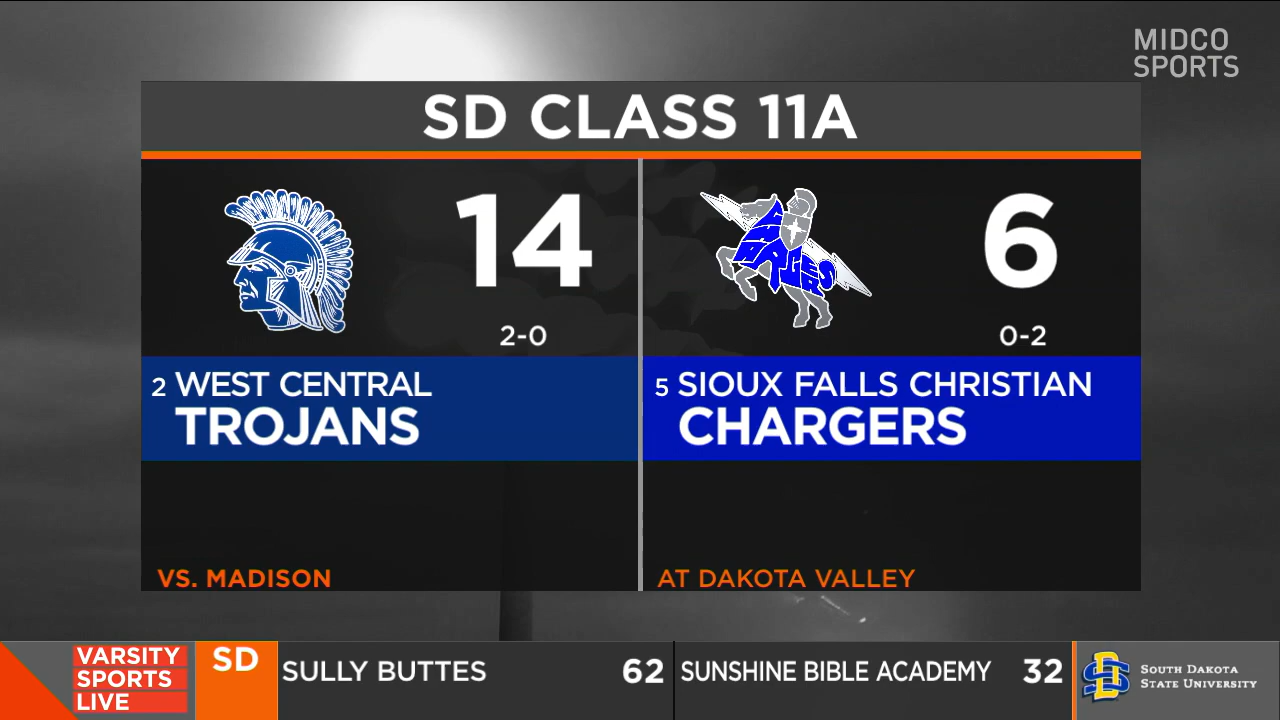 MIDCO
SPORTS
SD CLASS 11A
14
2-0
2 WEST CENTRAL
TROJANS
VS. MADISON
CHARGERS
6
0-2
5 SIOUX FALLS CHRISTIAN
CHARGERS
AT DAKOTA VALLEY
VARSITY
SPORTS
LIVE
SD
SULLY BUTTES 62
SUNSHINE BIBLE ACADEMY 32
SD
SOUTH DAKOTA
STATE UNIVERSITY